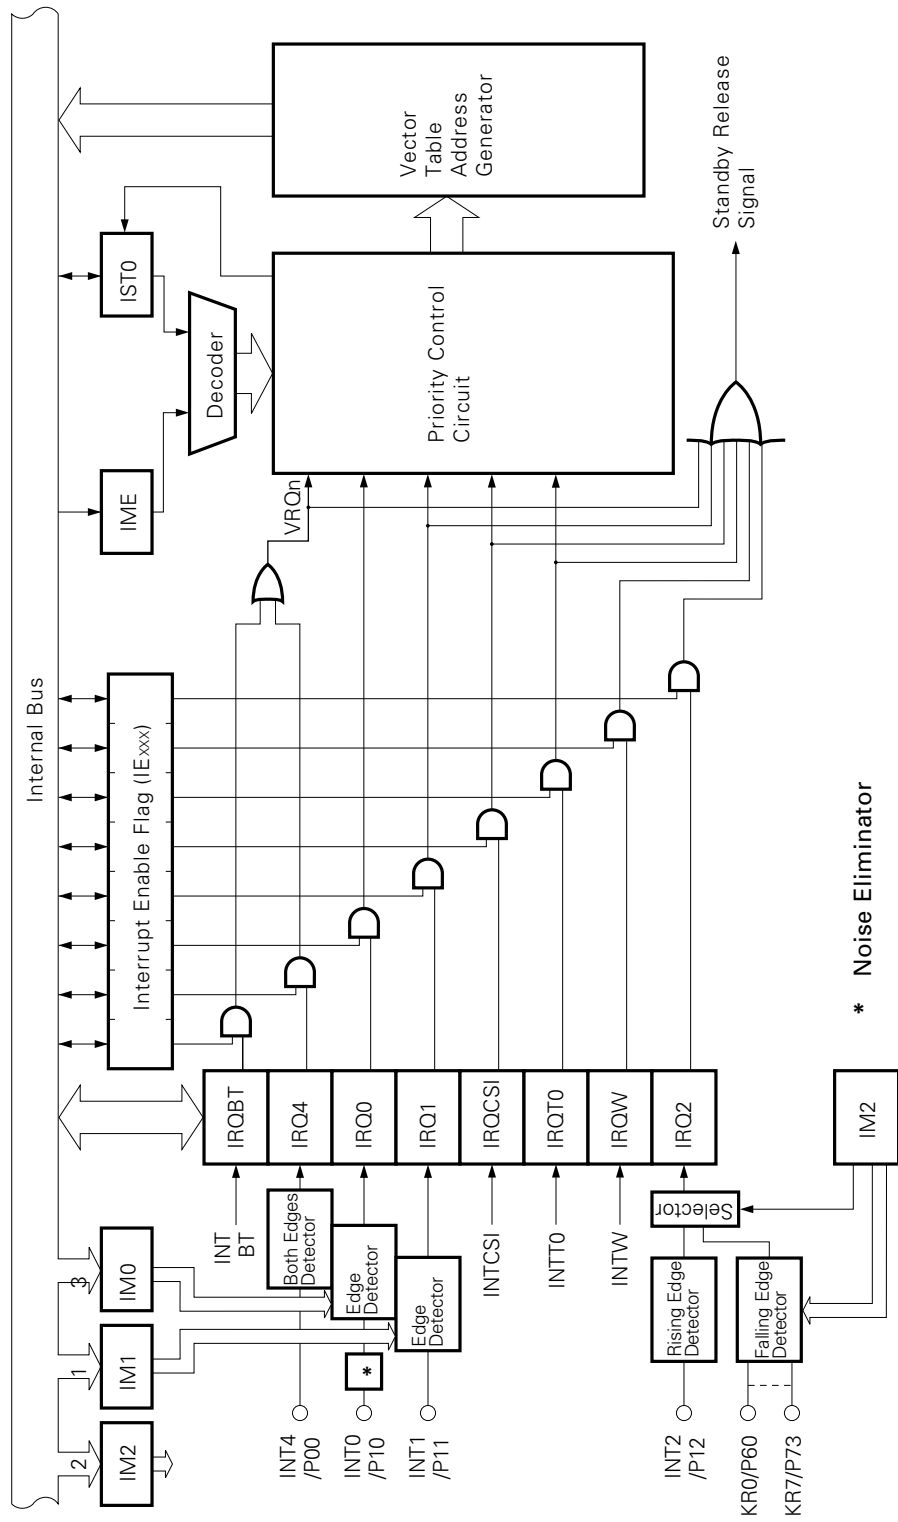 Internal Bus
2
1
3
IM2
IM1
IM0
Interrupt Enable Flag (IExxx)
IME
IST0
Decoder
VRQn
INT
BT
IRQBT
INT4
/P00
Both Edges
Detector
IRQ4
INT0
/P10
*
Edge
Detector
IRQ0
INT1
/P11
Edge
Detector
IRQ1
INTCSI
IRQCSI
INTT0
IRQT0
INTW
IRQW
INT2
/P12
Rising Edge
Detector
Selector
IRQ2
KR0/P60
KR7/P73
Falling Edge
Detector
IM2
Priority Control
Circuit
Vector
Table
Address
Generator
Standby Release
Signal
* Noise Eliminator